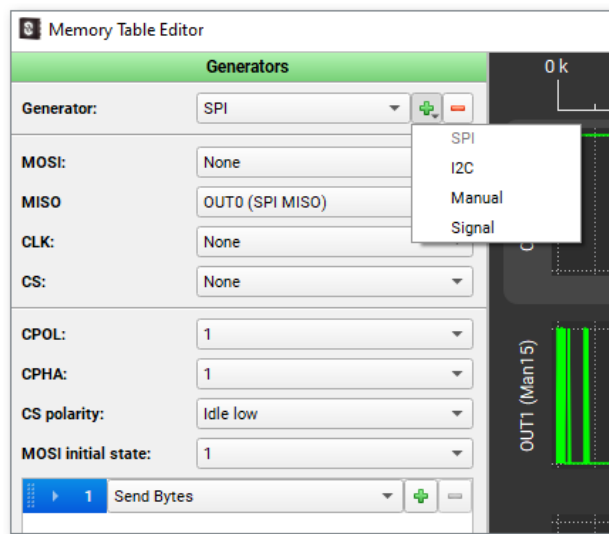 Memory Table Editor
Generators
0 k
Generator: SPI
SPI
I2C
Manual
Signal
MOSI: None
MISO OUT0 (SPI MISO)
CLK: None
CS: None
CPOL: 1
CPHA: 1
CS polarity: Idle low
MOSI initial state: 1
1 Send Bytes
OUT1 (Man15)